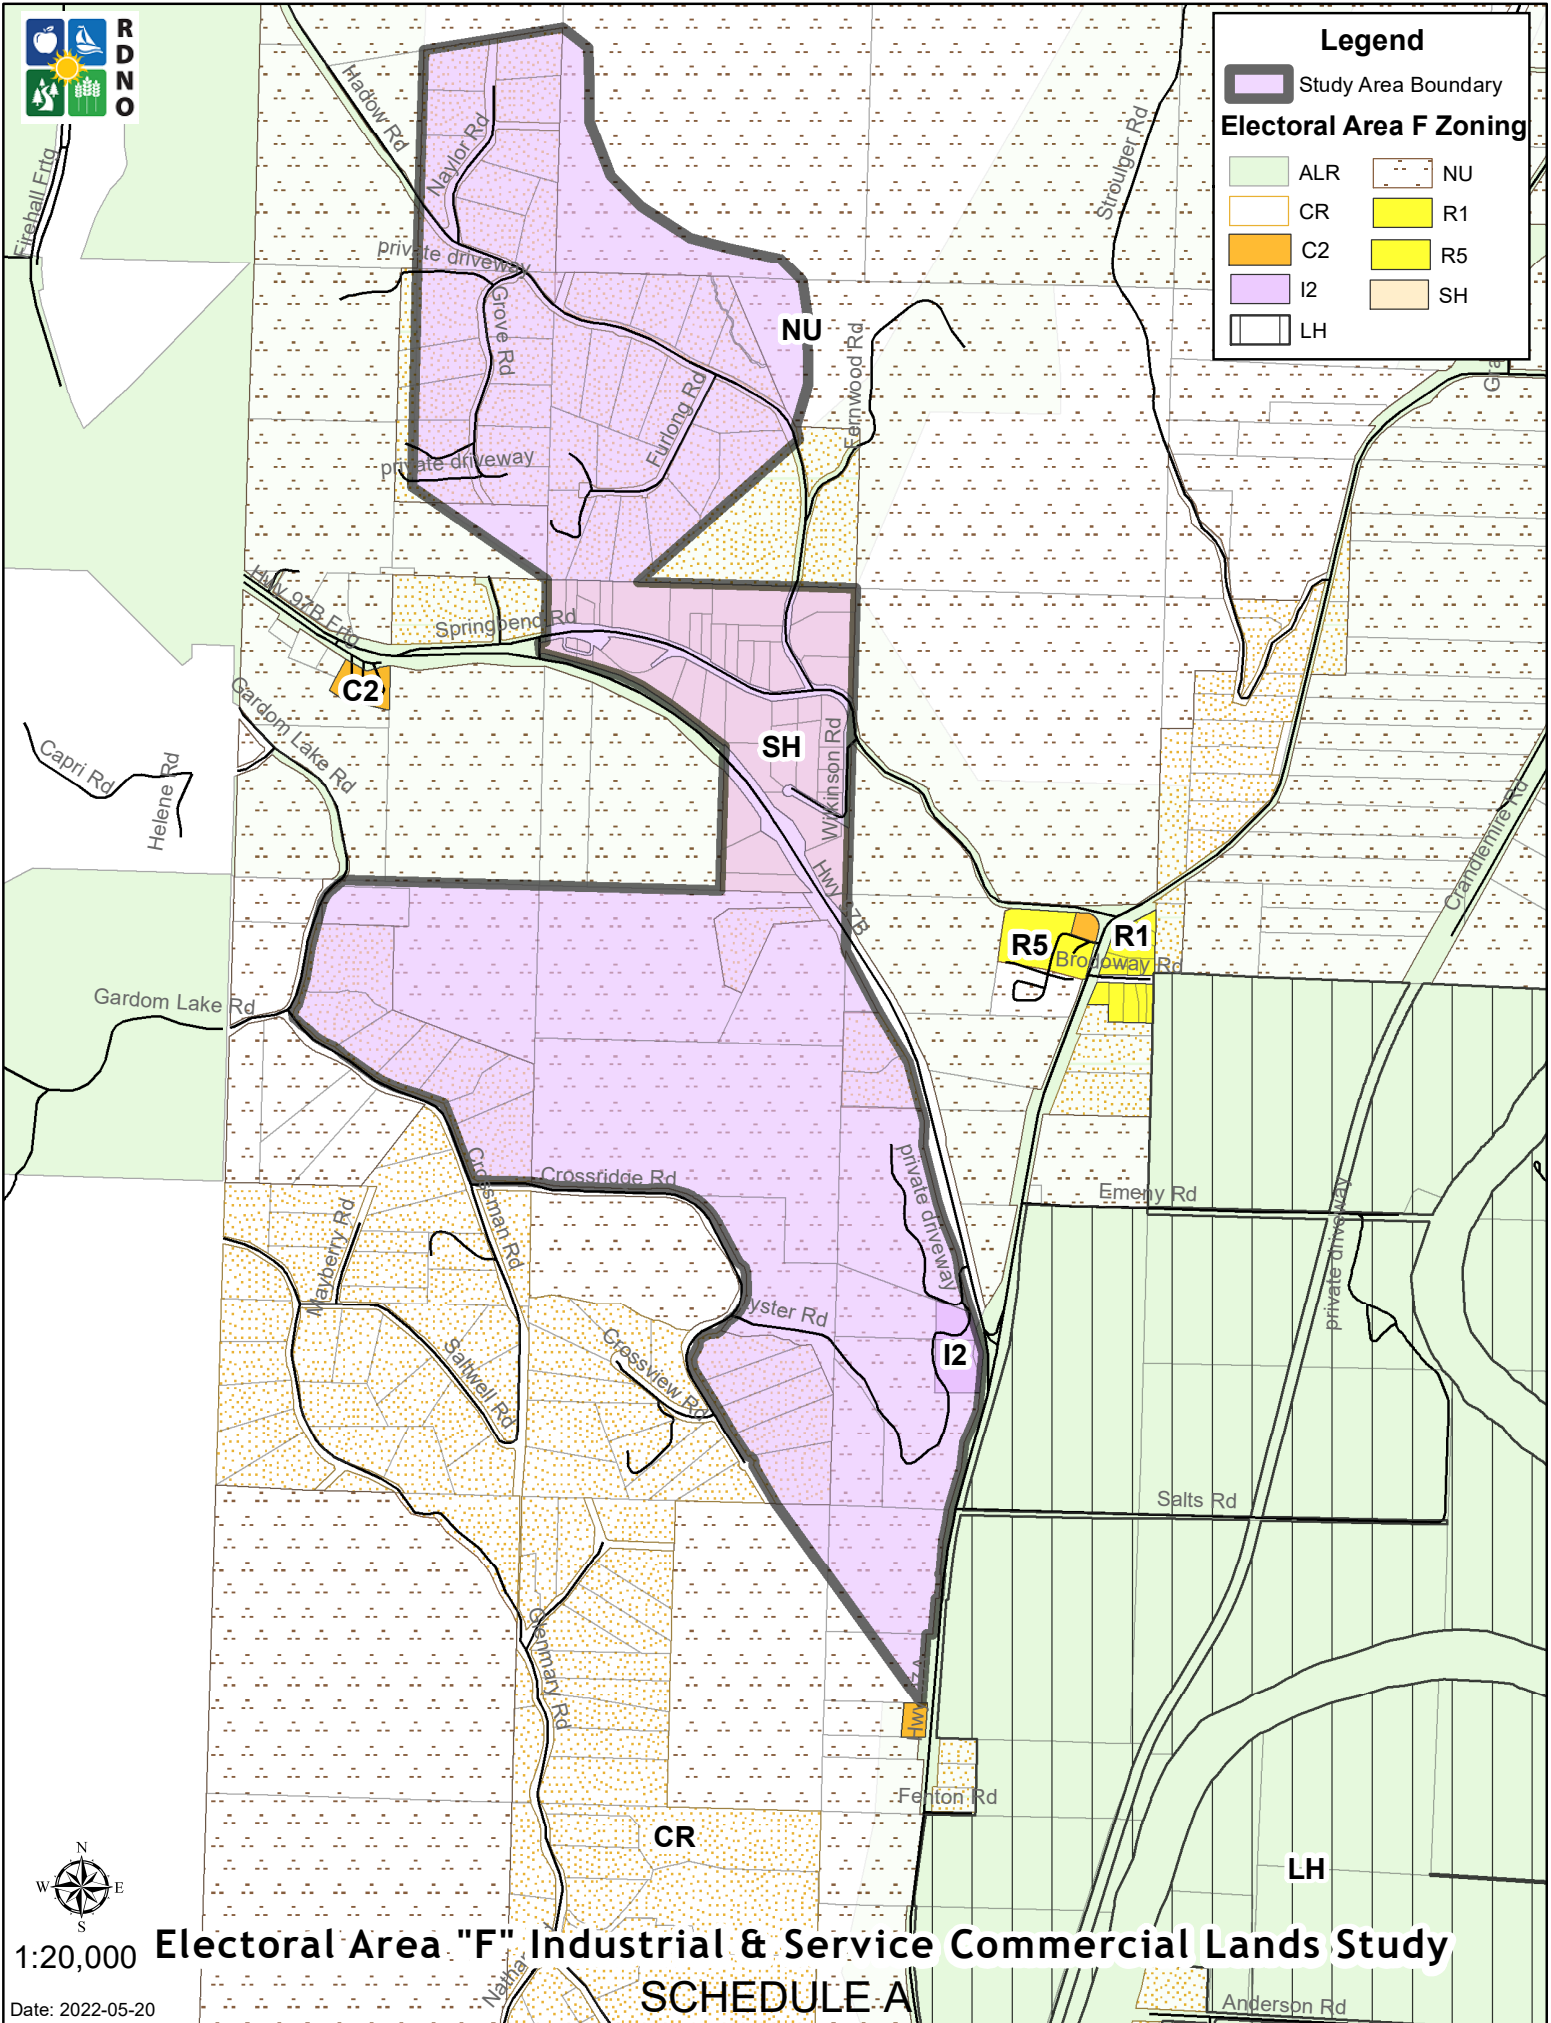 R
D
N
O
Legend
Study Area Boundary
Electoral Area F Zoning
ALR
NU
CR
R1
C2
R5
I2
SH
LH
Hadow Rd
Naylor Rd
Stroulger Rd
Firehall Frtg
private driveway
Grove Rd
NU
Fernwood Rd
Furlong Rd
private driveway
Hwy 97B Frtg
Springbend Rd
C2
Gardom Lake Rd
SH
Wilkinson Rd
Capri Rd
Helene Rd
Crandlemire Rd
Hwy 97B
R5
R1
Brodoway Rd
Gardom Lake Rd
private driveway
Crossridge Rd
Crossman Rd
Emeny Rd
private driveway
Mayberry Rd
Saltwell Rd
Crossview Rd
I2
Salts Rd
Glenmary Rd
Fenton Rd
CR
LH
N
W
E
S
1:20,000
Electoral Area "F" Industrial & Service Commercial Lands Study
SCHEDULE A
Date: 2022-05-20
Anderson Rd